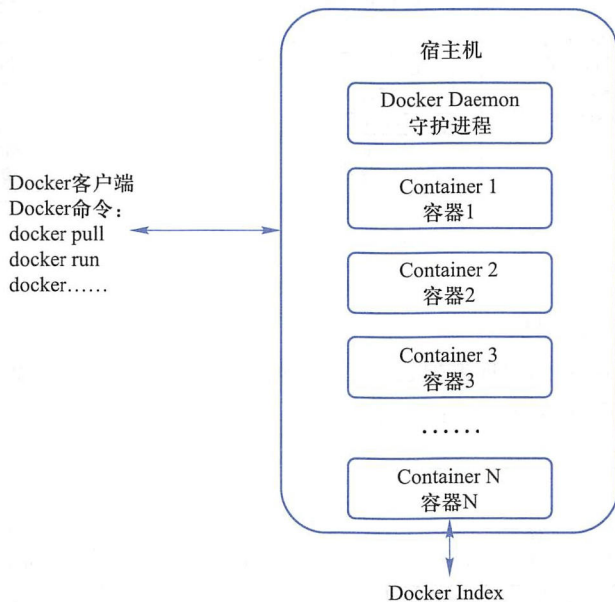 宿主机
Docker Daemon
守护进程
Docker客户端
Docker命令：
docker pull
docker run
docker……
Container 1
容器1
Container 2
容器2
Container 3
容器3
……
Container N
容器N
Docker Index